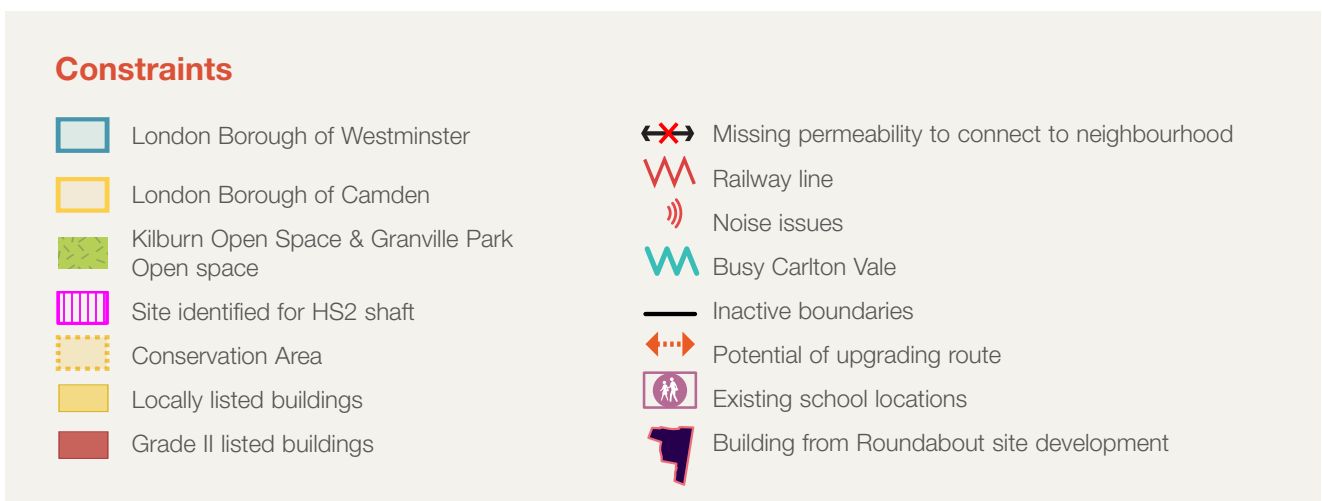 Constraints
London Borough of Westminster
London Borough of Camden
Kilburn Open Space & Granville Park
Open space
Site identified for HS2 shaft
Conservation Area
Locally listed buildings
Grade II listed buildings
Missing permeability to connect to neighbourhood
Railway line
Noise issues
Busy Carlton Vale
Inactive boundaries
Potential of upgrading route
Existing school locations
Building from Roundabout site development